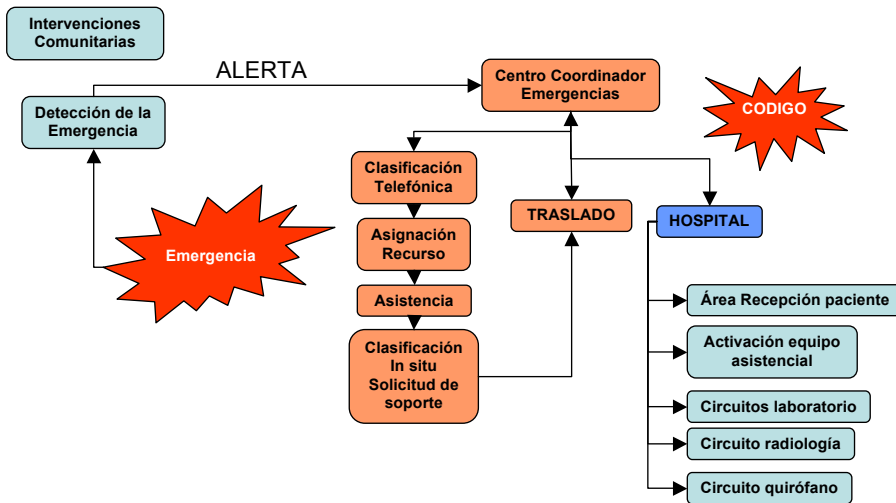 Intervenciones
Comunitarias
ALERTA
Centro Coordinador
Emergencias
CODIGO
Detección de la
Emergencia
Clasificación
Telefónica
TRASLADO
HOSPITAL
Emergencia
Asignación
Recurso
Asistencia
Clasificación
In situ
Solicitud de
soporte
Área Recepción paciente
Activación equipo
asistencial
Circuitos laboratorio
Circuito radiología
Circuito quirófano